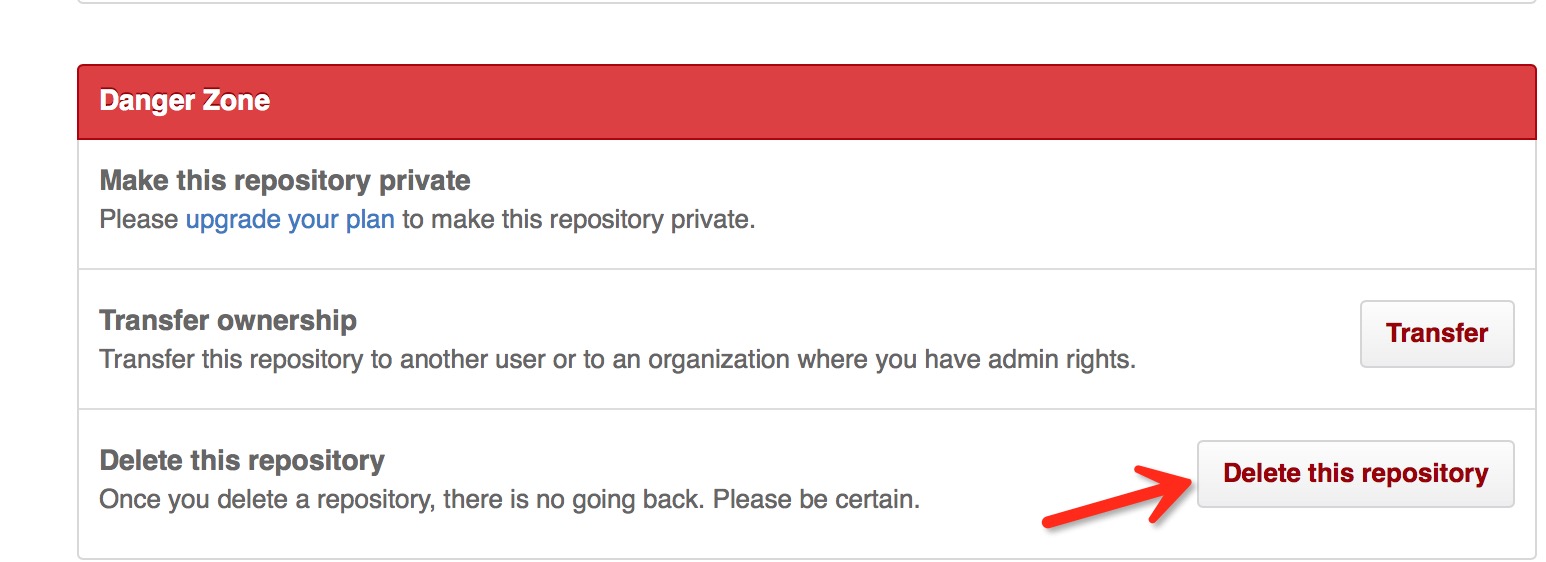 Danger Zone
Make this repository private
Please upgrade your plan to make this repository private.
Transfer ownership
Transfer this repository to another user or to an organization where you have admin rights.
Transfer
Delete this repository
Once you delete a repository, there is no going back. Please be certain.
Delete this repository